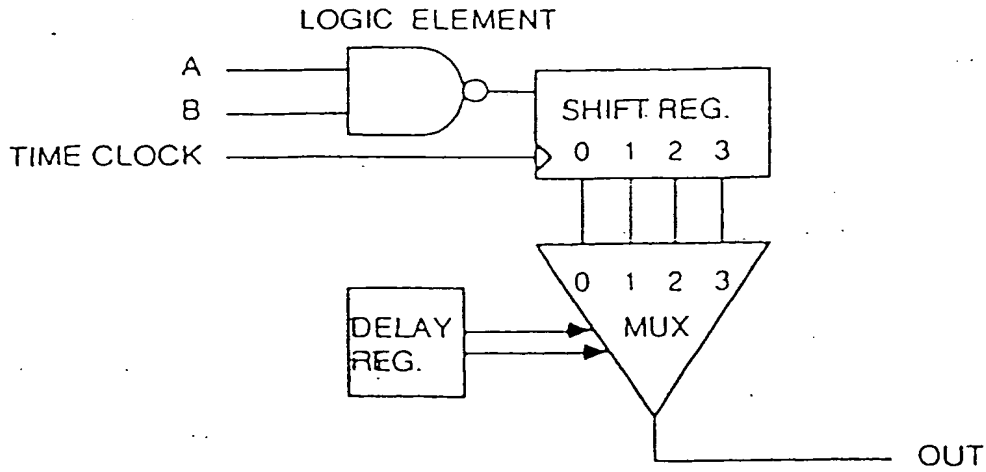 LOGIC ELEMENT
A
B
TIME CLOCK
SHIFT REG.
0 1 2 3
0 1 2 3
MUX
DELAY
REG.
OUT